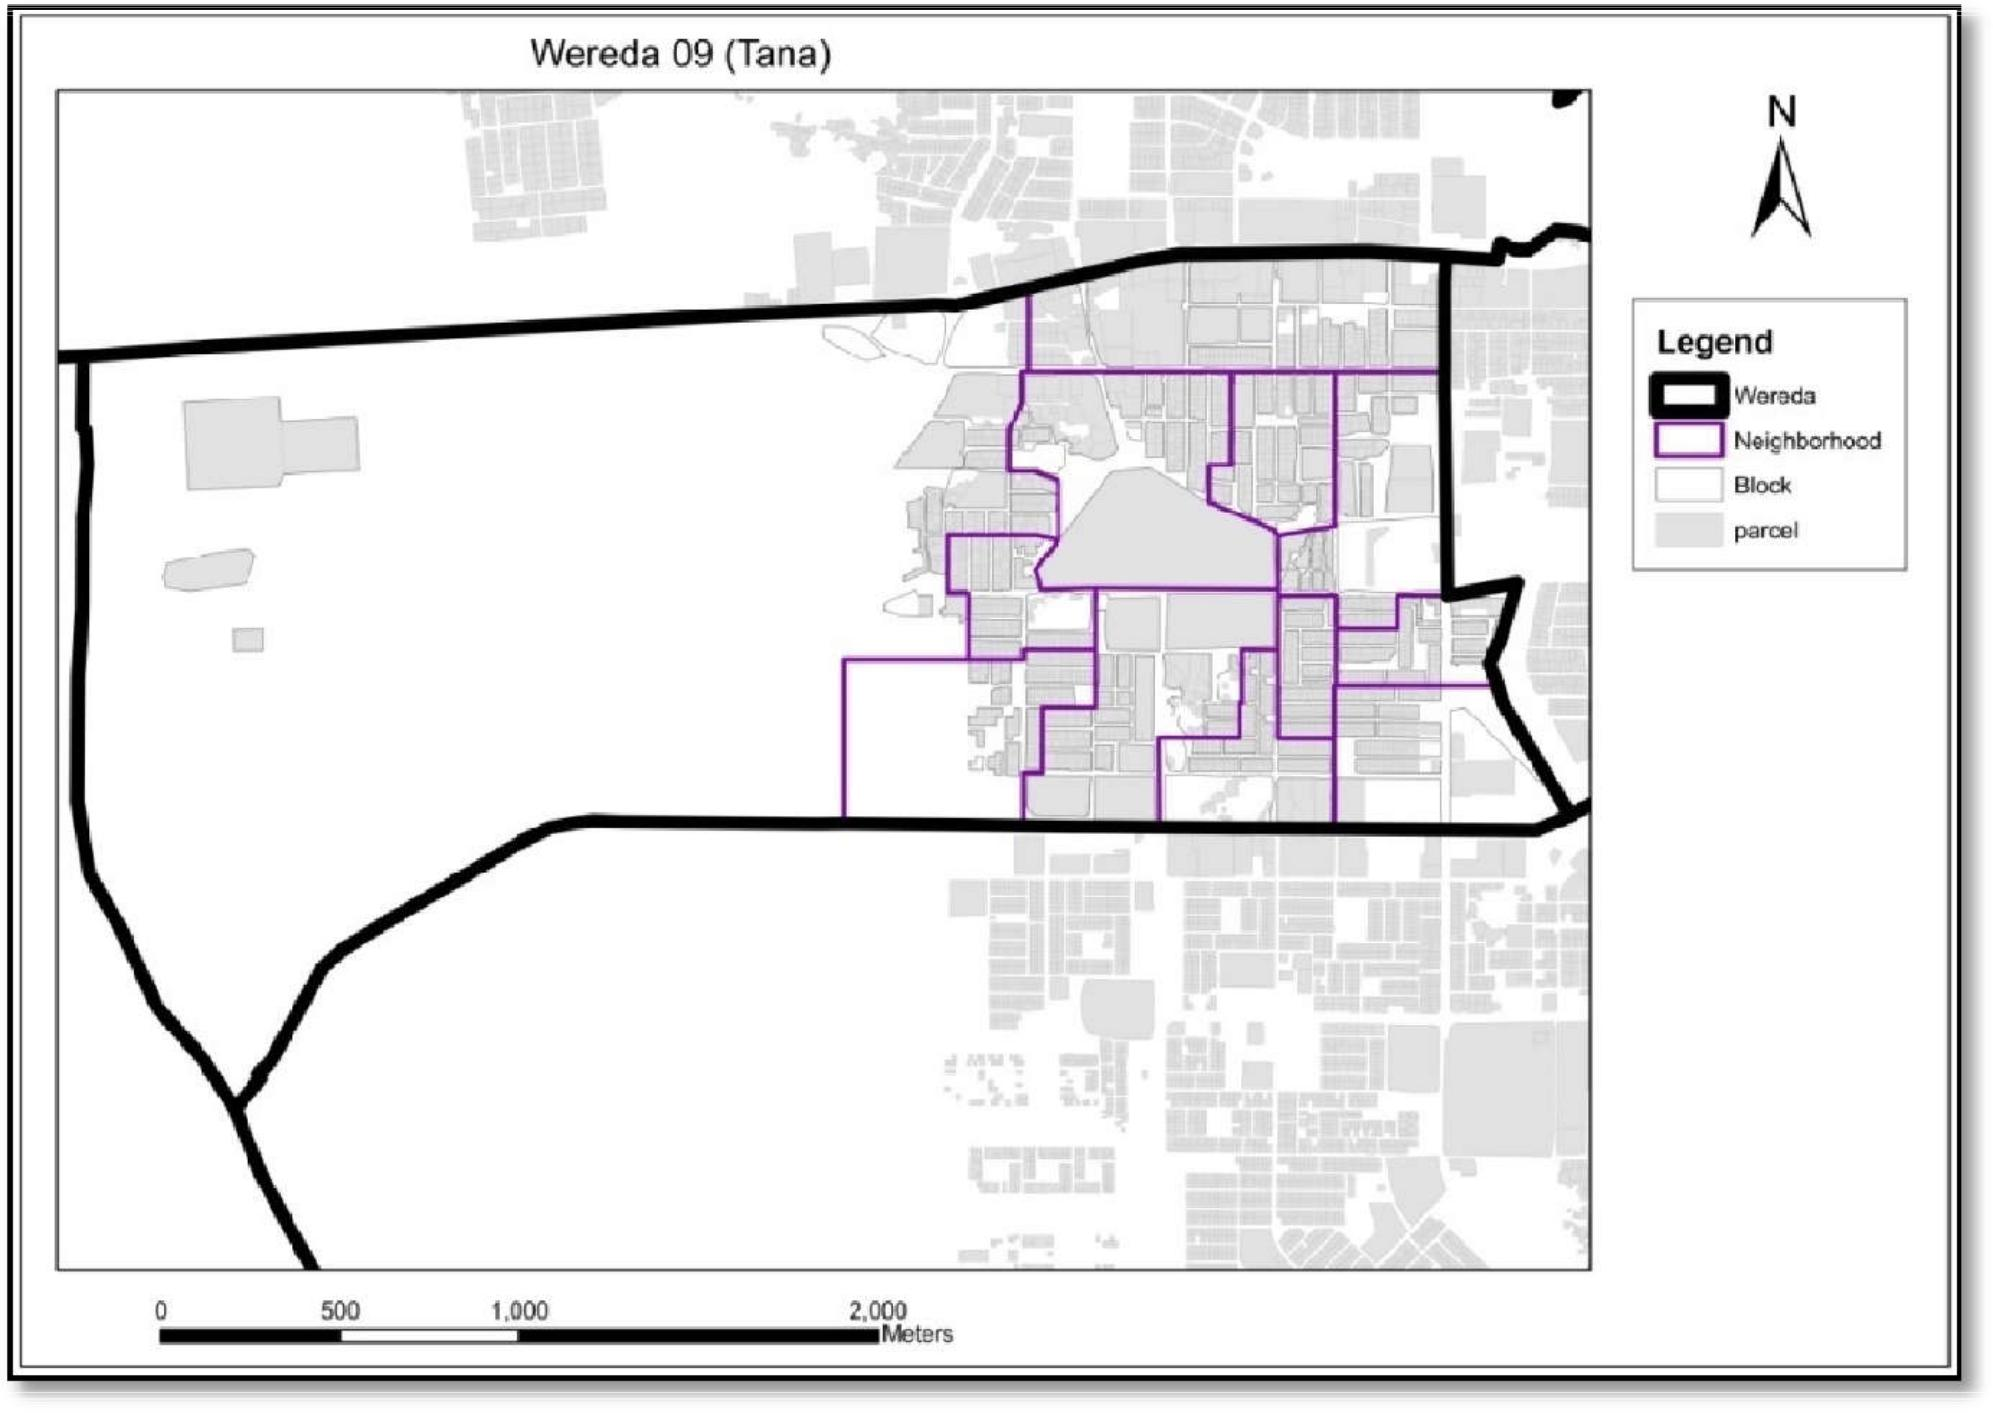 Wereda 09 (Tana)
N
Legend
Wereda
Neighborhood
Block
parcel
0 500 1,000 2,000
Meters